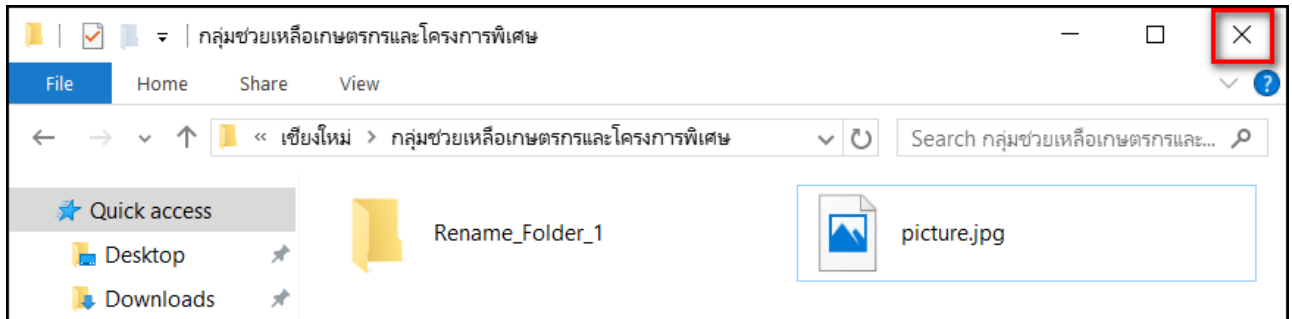 กลุ่มช่วยเหลือเกษตรกรและโครงการพิเศษ
File Home Share View
« เชียงใหม่ > กลุ่มช่วยเหลือเกษตรกรและโครงการพิเศษ Search กลุ่มช่วยเหลือเกษตรกรและ...
Quick access
Rename_Folder_1 picture.jpg
Desktop
Downloads